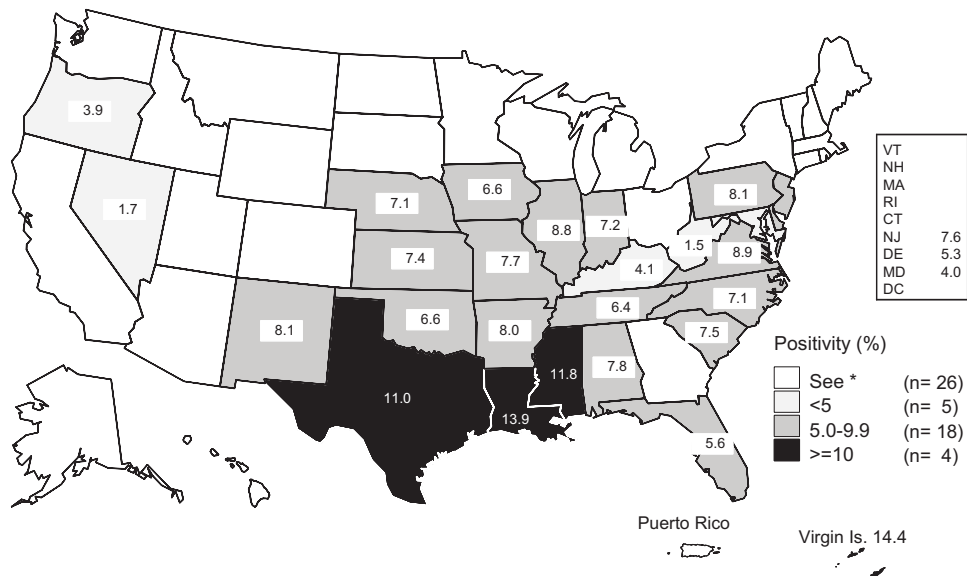 3.9
1.7
7.1
6.6
8.8
7.2
8.1
7.4
7.7
4.1
1.5
8.9
8.1
6.6
8.0
6.4
7.1
7.5
11.0
13.9
11.8
7.8
5.6
VT
NH
MA
RI
CT
NJ 7.6
DE 5.3
MD 4.0
DC
Positivity (%)
See * (n= 26)
<5 (n= 5)
5.0-9.9 (n= 18)
>=10 (n= 4)
Puerto Rico
Virgin Is. 14.4